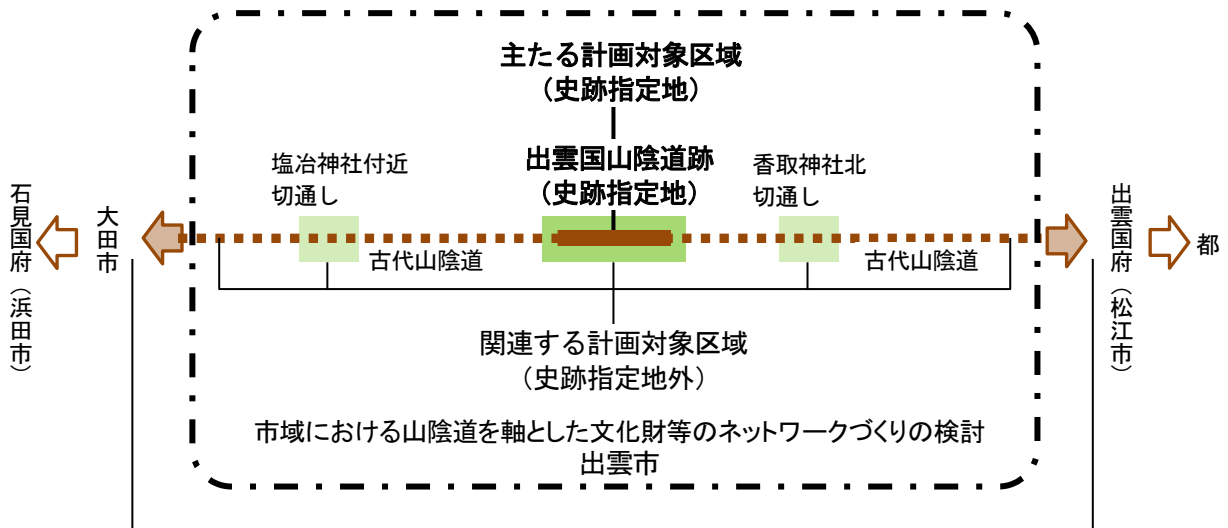 主たる計画対象区域
（史跡指定地）
塩冶神社付近
切通し
出雲国山陰道跡
（史跡指定地）
香取神社北
切通し
石見国府（浜田市）
大田市
古代山陰道
古代山陰道
出雲国府（松江市）
都
関連する計画対象区域
（史跡指定地外）
市域における山陰道を軸とした文化財等のネットワークづくりの検討
出雲市